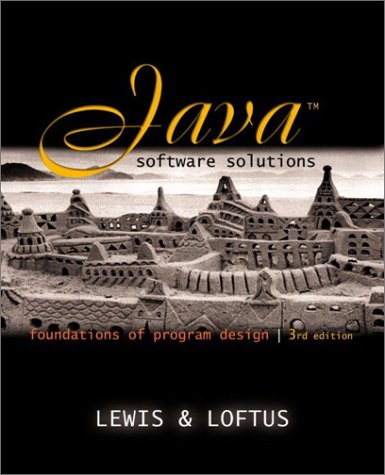 Java™
software solutions
foundations of program design | 3rd edition
LEWIS & LOFTUS